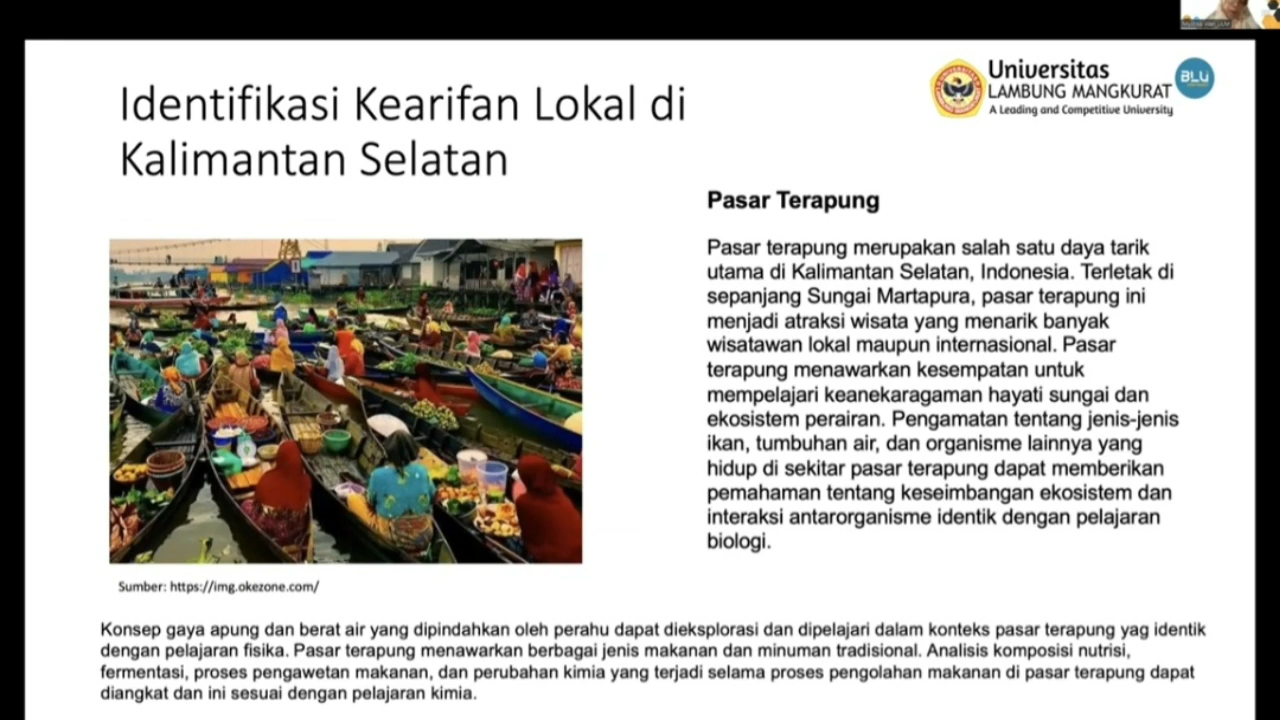 Identifikasi Kearifan Lokal di
Kalimantan Selatan
Universitas
LAMBUNG MANGKURAT
A Leading and Competitive University
BLU
Pasar Terapung
Pasar terapung merupakan salah satu daya tarik
utama di Kalimantan Selatan, Indonesia. Terletak di
sepanjang Sungai Martapura, pasar terapung ini
menjadi atraksi wisata yang menarik banyak
wisatawan lokal maupun internasional. Pasar
terapung menawarkan kesempatan untuk
mempelajari keanekaragaman hayati sungai dan
ekosistem perairan. Pengamatan tentang jenis-jenis
ikan, tumbuhan air, dan organisme lainnya yang
hidup di sekitar pasar terapung dapat memberikan
pemahaman tentang keseimbangan ekosistem dan
interaksi antarorganisme identik dengan pelajaran
biologi.
Sumber: https://img.okezone.com/
Konsep gaya apung dan berat air yang dipindahkan oleh perahu dapat dieksplorasi dan dipelajari dalam konteks pasar terapung yag identik
dengan pelajaran fisika. Pasar terapung menawarkan berbagai jenis makanan dan minuman tradisional. Analisis komposisi nutrisi,
fermentasi, proses pengawetan makanan, dan perubahan kimia yang terjadi selama proses pengolahan makanan di pasar terapung dapat
diangkat dan ini sesuai dengan pelajaran kimia.